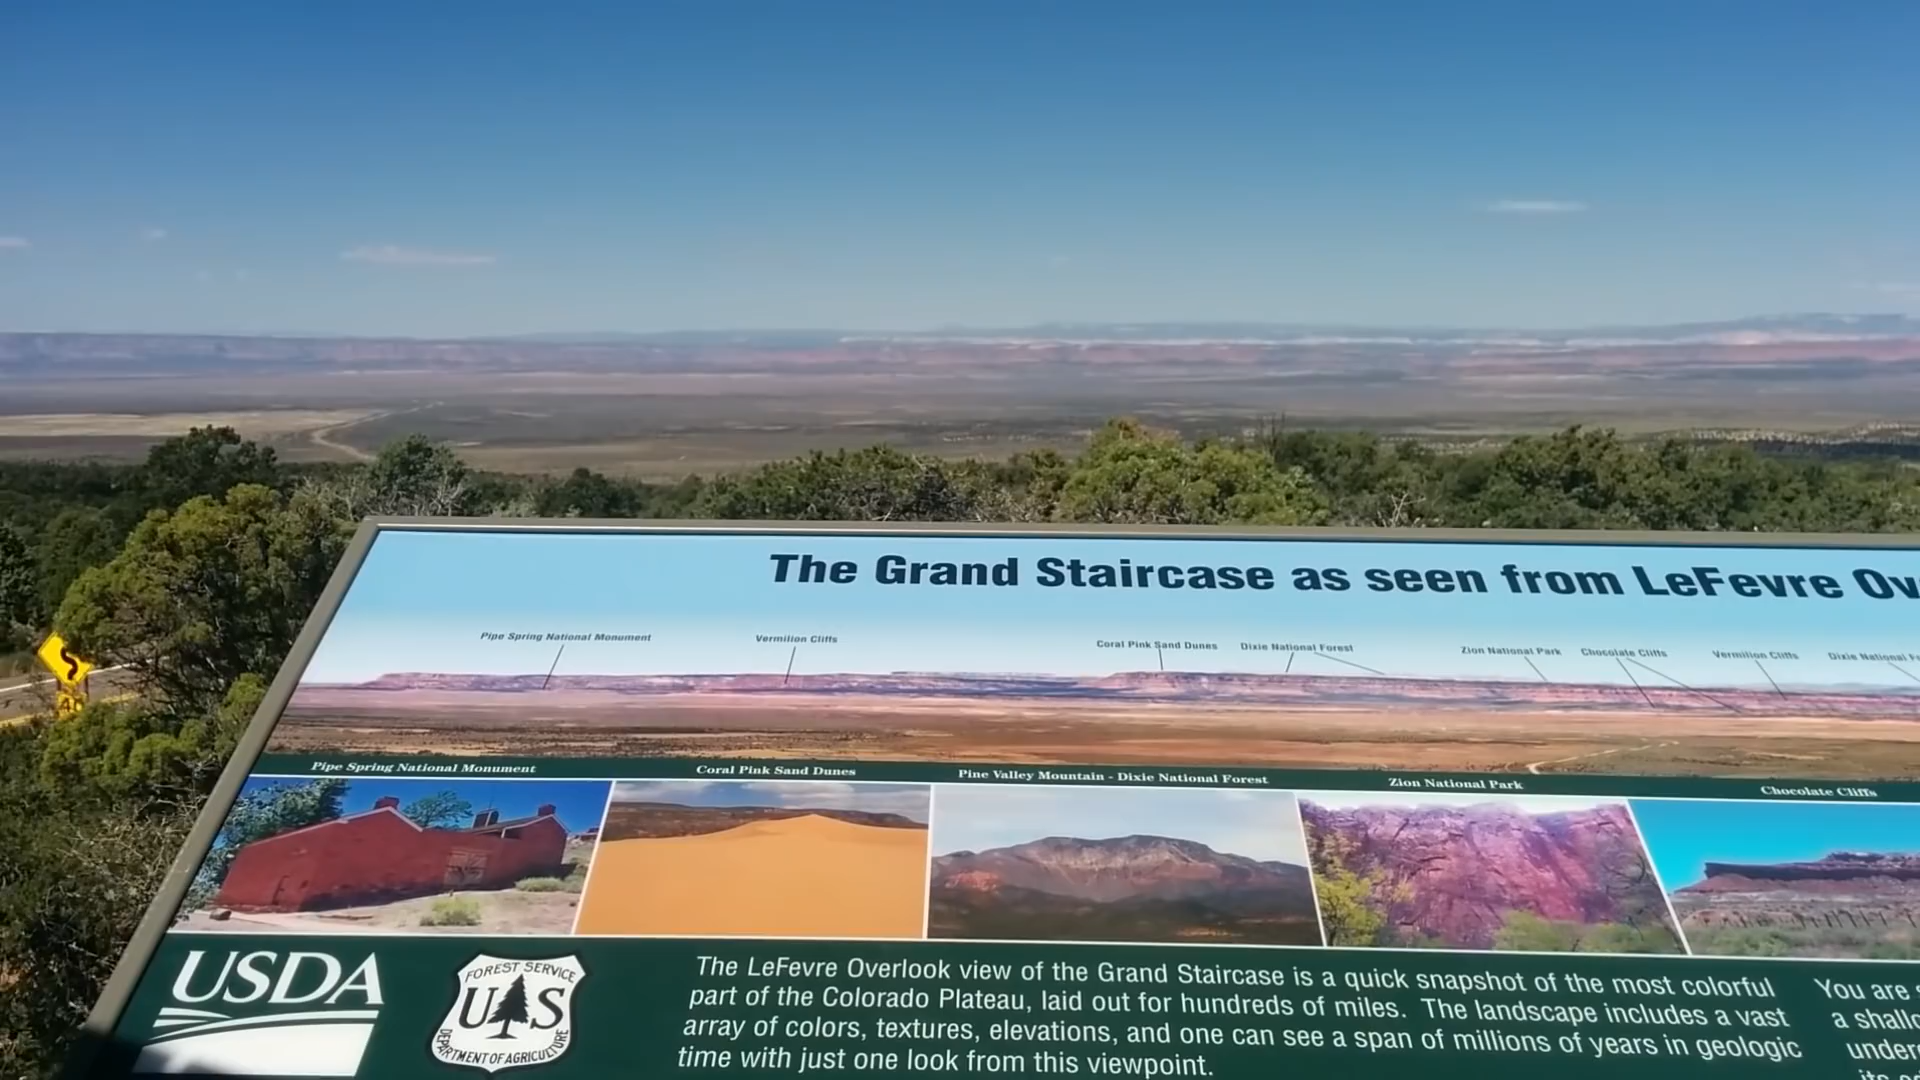 The Grand Staircase as seen from LeFevre
Pipe Spring National Monument
Vermilion Cliffs
Coral Pink Sand Dunes
Dixie National Forest
Zion National Park
Chocolate Cliffs
Vermilion Cliffs
Dixie National
Pipe Spring National Monument
Coral Pink Sand Dunes
Pine Valley Mountain - Dixie National Forest
Zion National Park
Chocolate Cliffs
USDA
FOREST SERVICE
US
DEPARTMENT OF AGRICULTURE
The LeFevre Overlook view of the Grand Staircase is a quick snapshot of the most colorful
part of the Colorado Plateau, laid out for hundreds of miles. The landscape includes a vast
array of colors, textures, elevations, and one can see a span of millions of years in geologic
time with just one look from this viewpoint.
You are
a